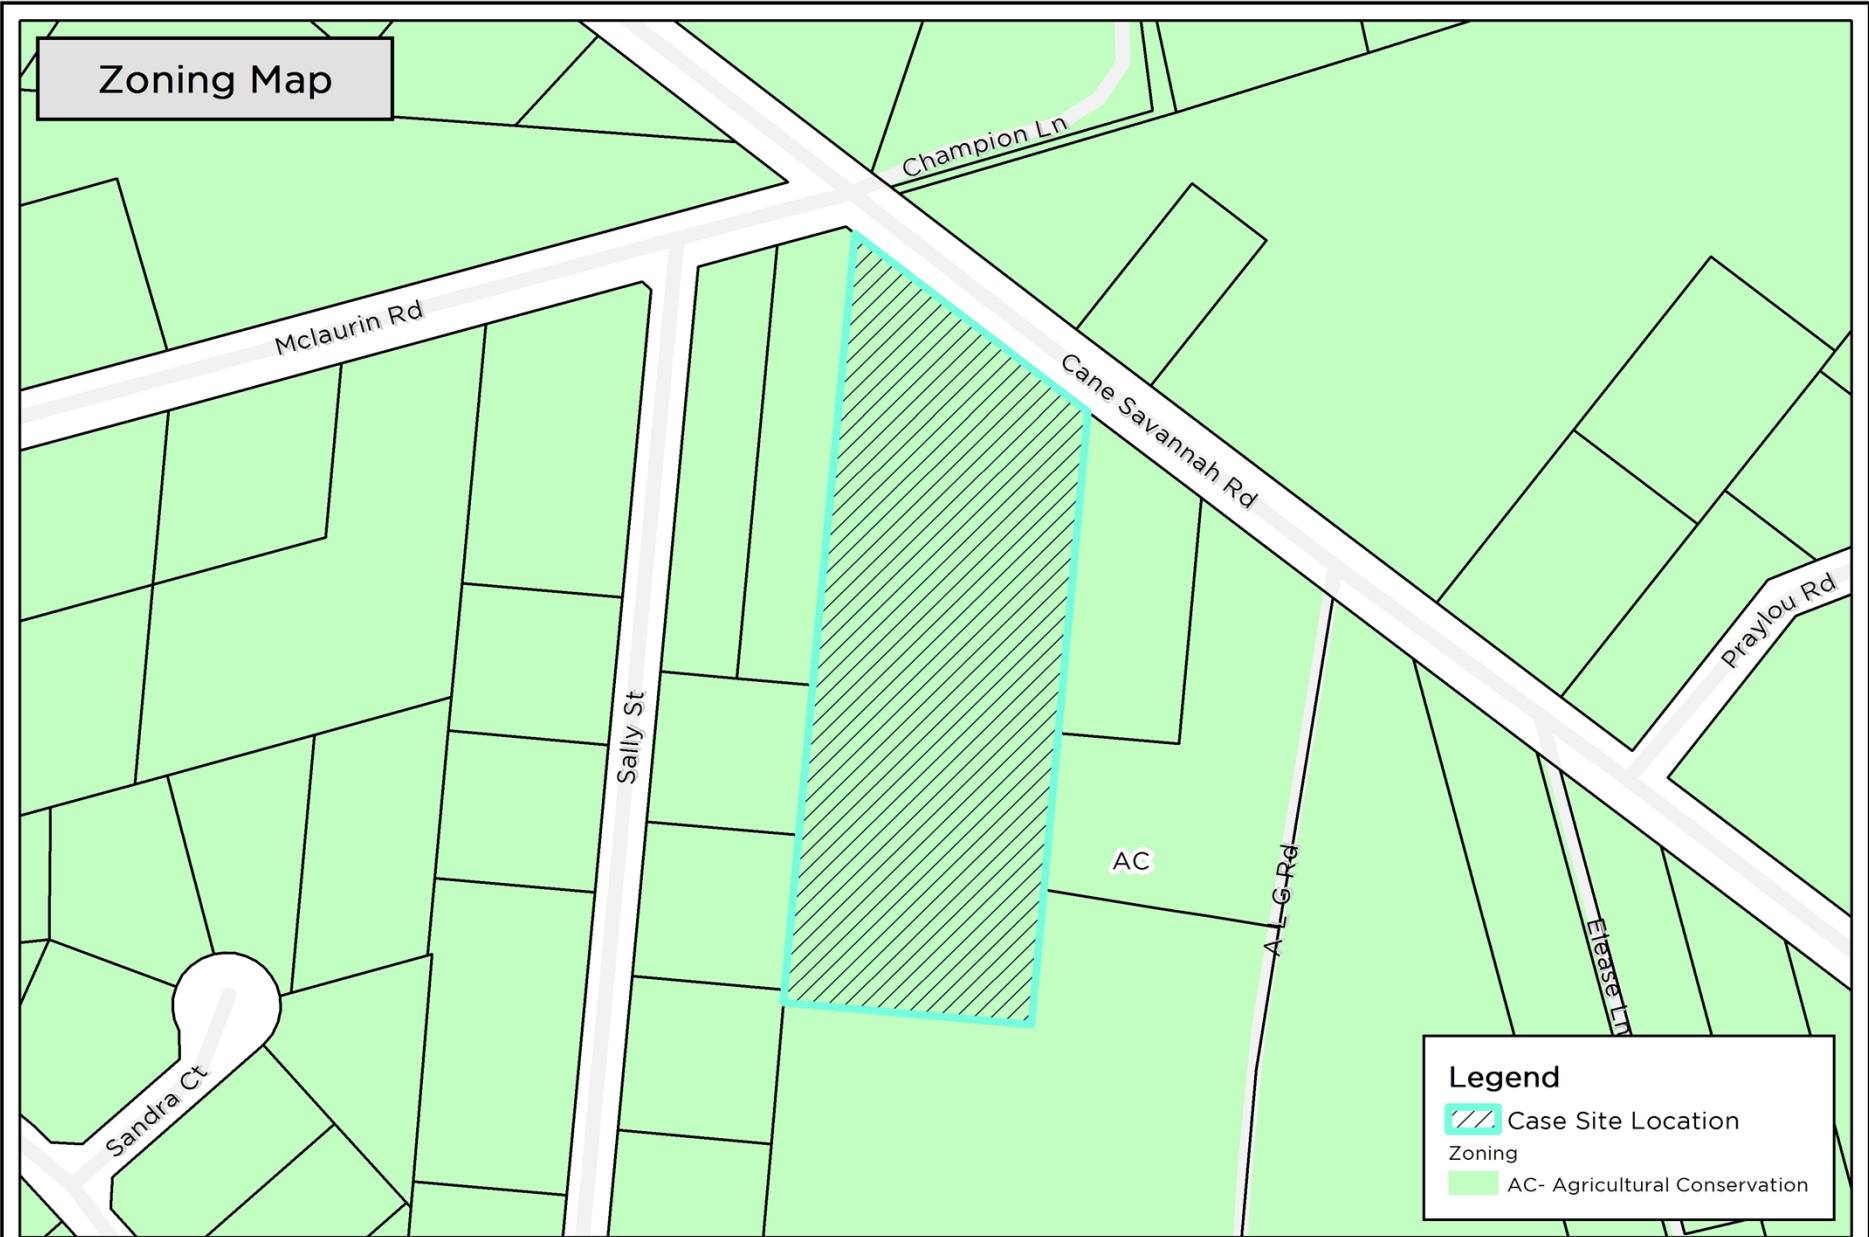 Zoning Map
Champion Ln
Mclaurin Rd
Cane Savannah Rd
Praylou Rd
Sally St
AC
A L G Rd
Elease Ln
Sandra Ct
Legend
Case Site Location
Zoning
AC- Agricultural Conservation